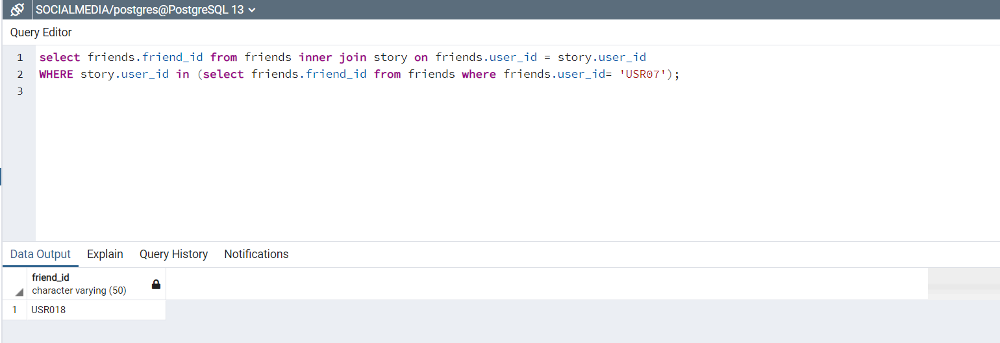 SOCIALMEDIA/postgres@PostgreSQL 13
Query Editor
1 select friends.friend_id from friends inner join story on friends.user_id = story.user_id
2 WHERE story.user_id in (select friends.friend_id from friends where friends.user_id= 'USR07');
3
Data Output Explain Query History Notifications
friend_id
character varying (50)
1 USR018